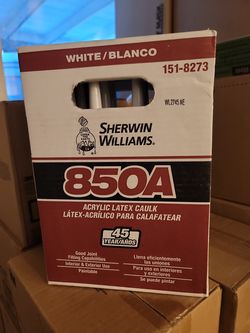 WHITE/BLANCO
151-8273
WL2745 NE
SHERWIN
WILLIAMS.
850A
ACRYLIC LATEX CAULK
LÁTEX-ACRÍLICO PARA CALAFATEAR
45
YEAR/AÑOS
Good Joint
Filling Capabilities
Interior & Exterior Use
Paintable
Llena eficientemente
las uniones
Para uso en interiores
y exteriores
Se puede pintar